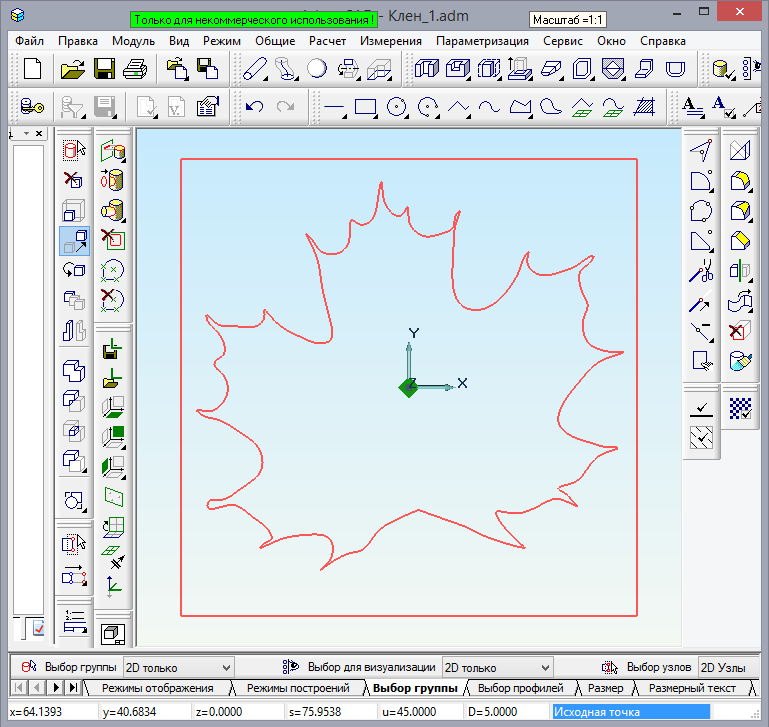 Только для некоммерческого использования !
- Клен_1.adm
Масштаб =1:1
Файл Правка Модуль Вид Режим Общие Расчет Измерения Параметризация Сервис Окно Справка
Y
X
Выбор группы 2D только Выбор для визуализации 2D только Выбор узлов 2D Узлы
Режимы отображения Режимы построений Выбор группы Выбор профилей Размер Размерный текст
x=64.1393 y=40.6834 z=0.0000 s=75.9538 u=45.0000 D=5.0000 Исходная точка